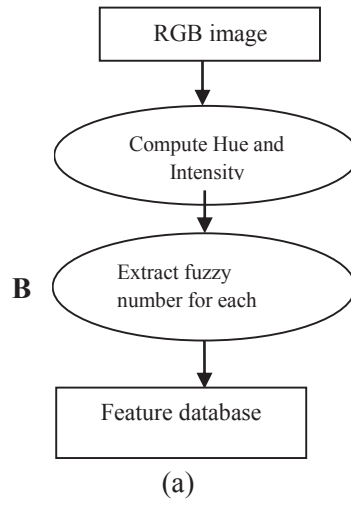 RGB image
Compute Hue and
Intensity
B
Extract fuzzy
number for each
Feature database
(a)